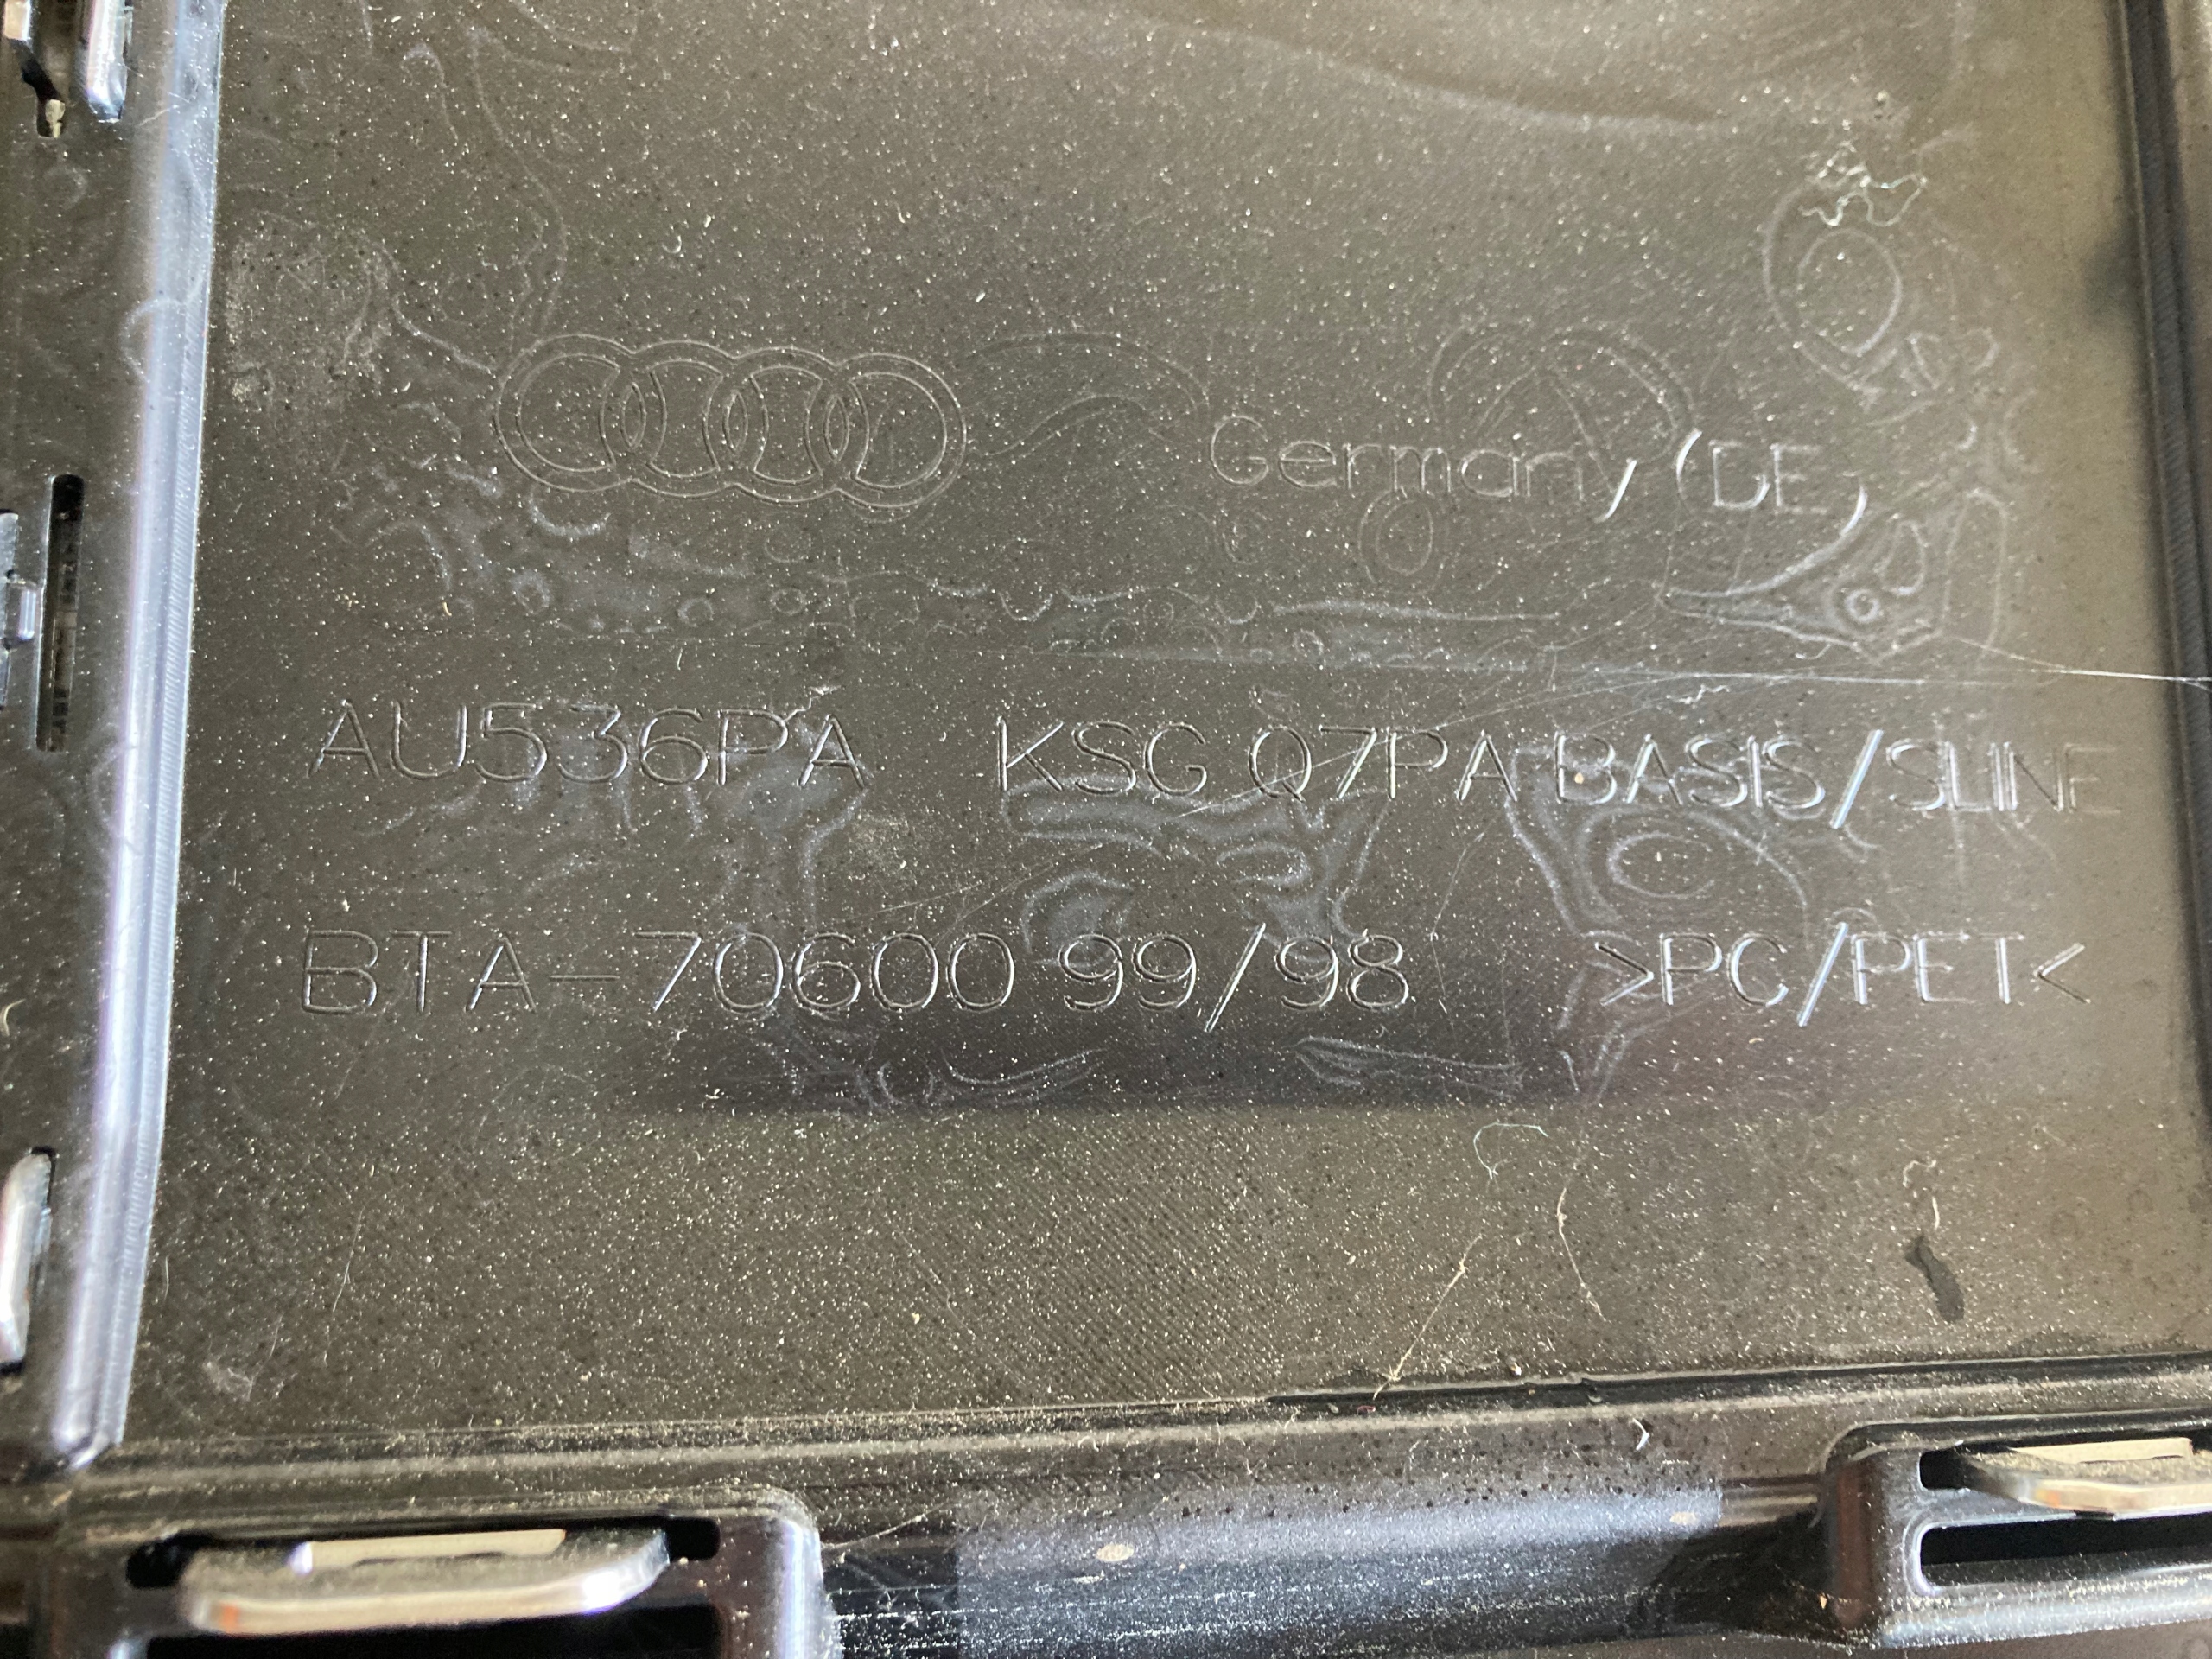 Germany (DE)
AU536PA KSG Q7PA BASIS/SLINE
BTA-70600 99/98 >PC/PET<